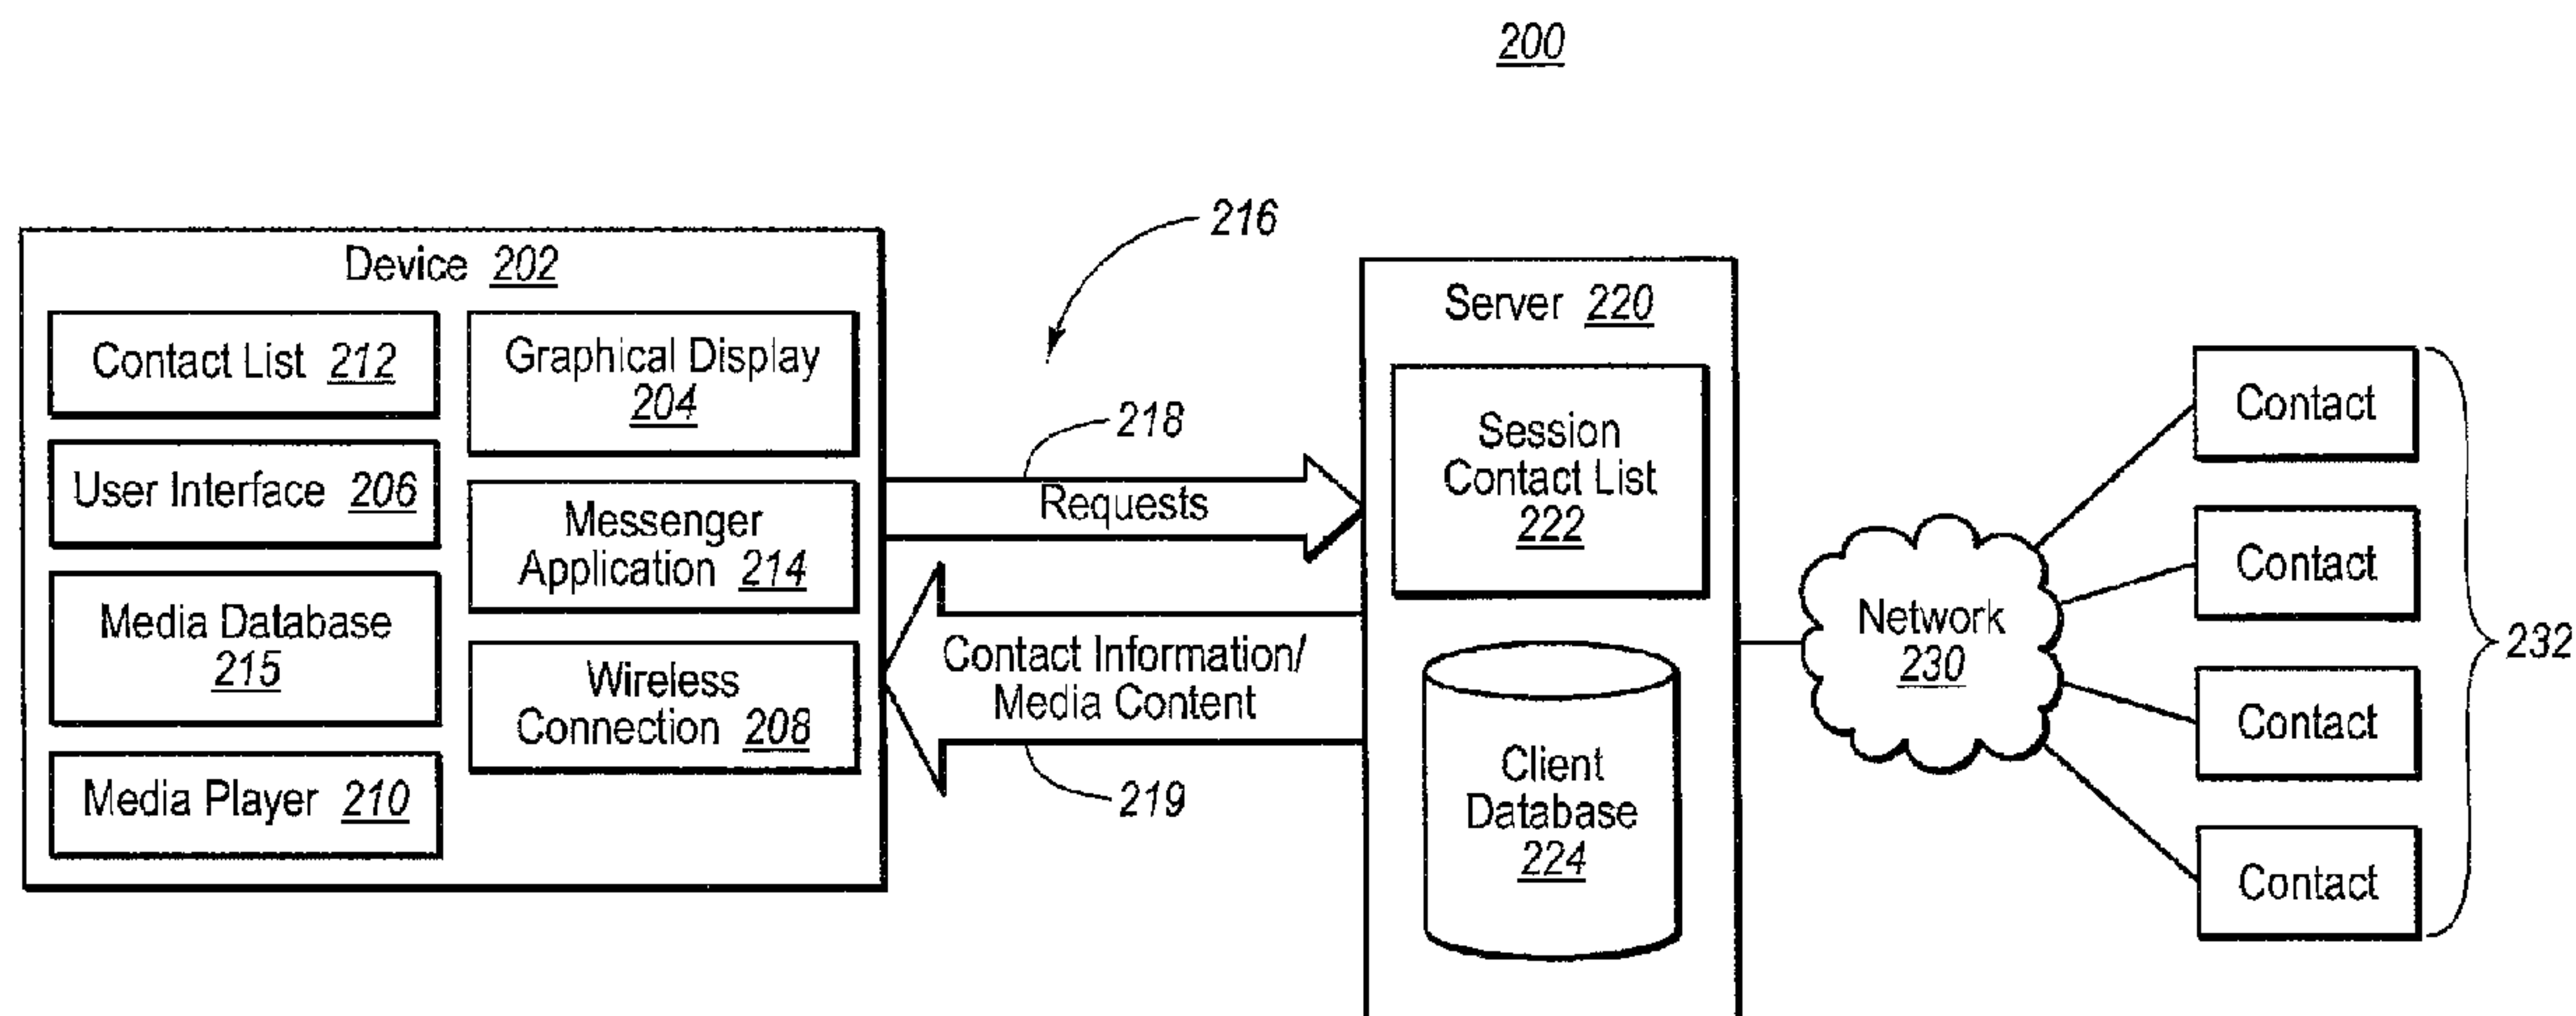 200
216
Device 202
Contact List 212
User Interface 206
Media Database
215
Media Player 210
Graphical Display
204
Messenger
Application 214
Wireless
Connection 208
218
Requests
Contact Information/
Media Content
219
Server 220
Session
Contact List
222
Client
Database
224
Network
230
Contact
Contact
Contact
Contact
232